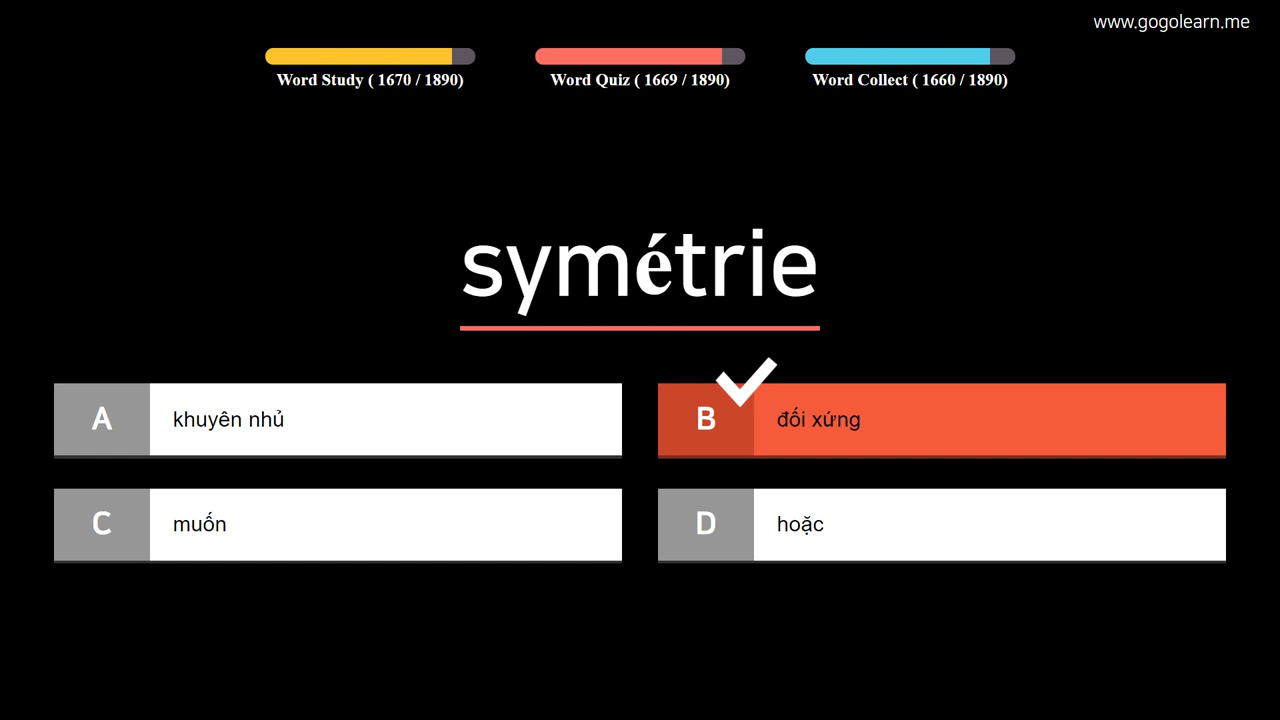 www.gogolearn.me
Word Study ( 1670 / 1890)
Word Quiz ( 1669 / 1890)
Word Collect ( 1660 / 1890)
symétrie
A khuyên nhủ
B đối xứng
C muốn
D hoặc